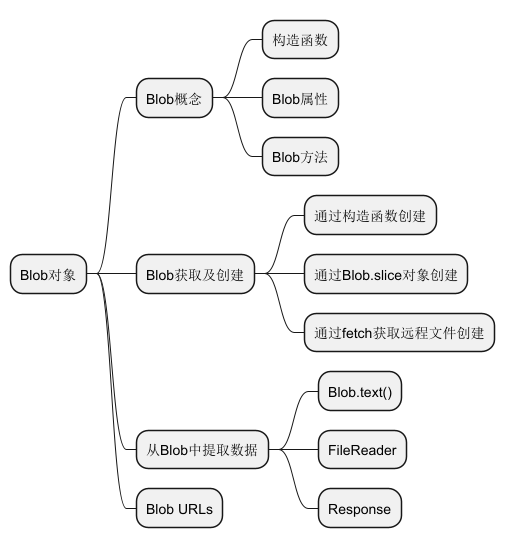 Blob对象
Blob概念
构造函数
Blob属性
Blob方法
Blob获取及创建
通过构造函数创建
通过Blob.slice对象创建
通过fetch获取远程文件创建
从Blob中提取数据
Blob.text()
FileReader
Response
Blob URLs